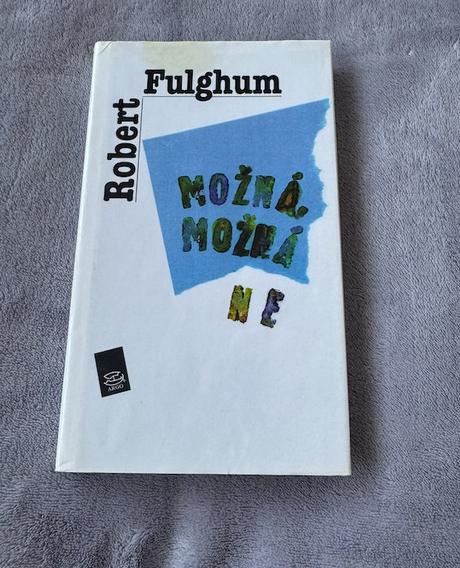 Robert
Fulghum
MOŽNÁ,
MOŽNÁ
NE
ARGO